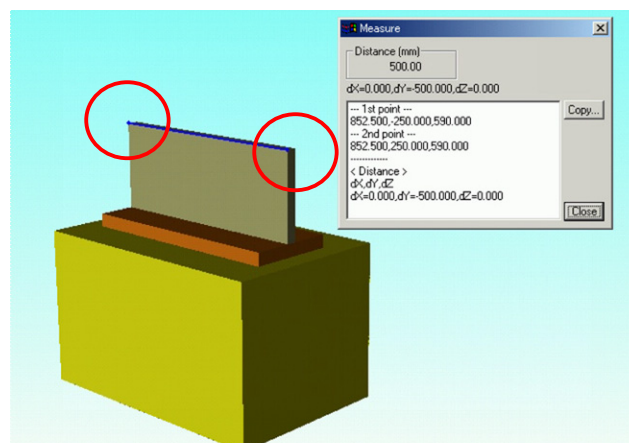 Measure
Distance (mm)
500.00
dX=0.000,dY=-500.000,dZ=0.000
--- 1st point ---
852.500,-250.000,590.000
--- 2nd point ---
852.500,250.000,590.000
-------------
< Distance >
dX,dY,dZ
dX=0.000,dY=-500.000,dZ=0.000
Copy...
Close